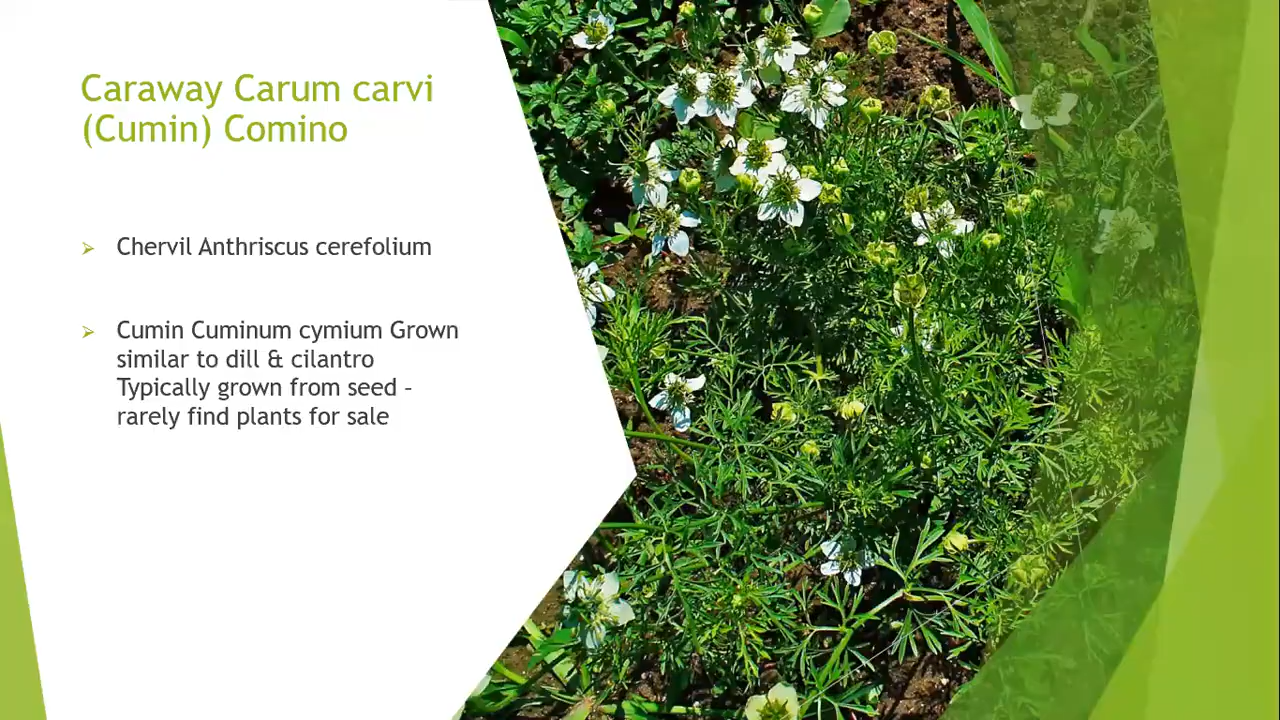 Caraway Carum carvi
(Cumin) Comino
Chervil Anthriscus cerefolium
Cumin Cuminum cymium Grown
similar to dill & cilantro
Typically grown from seed –
rarely find plants for sale